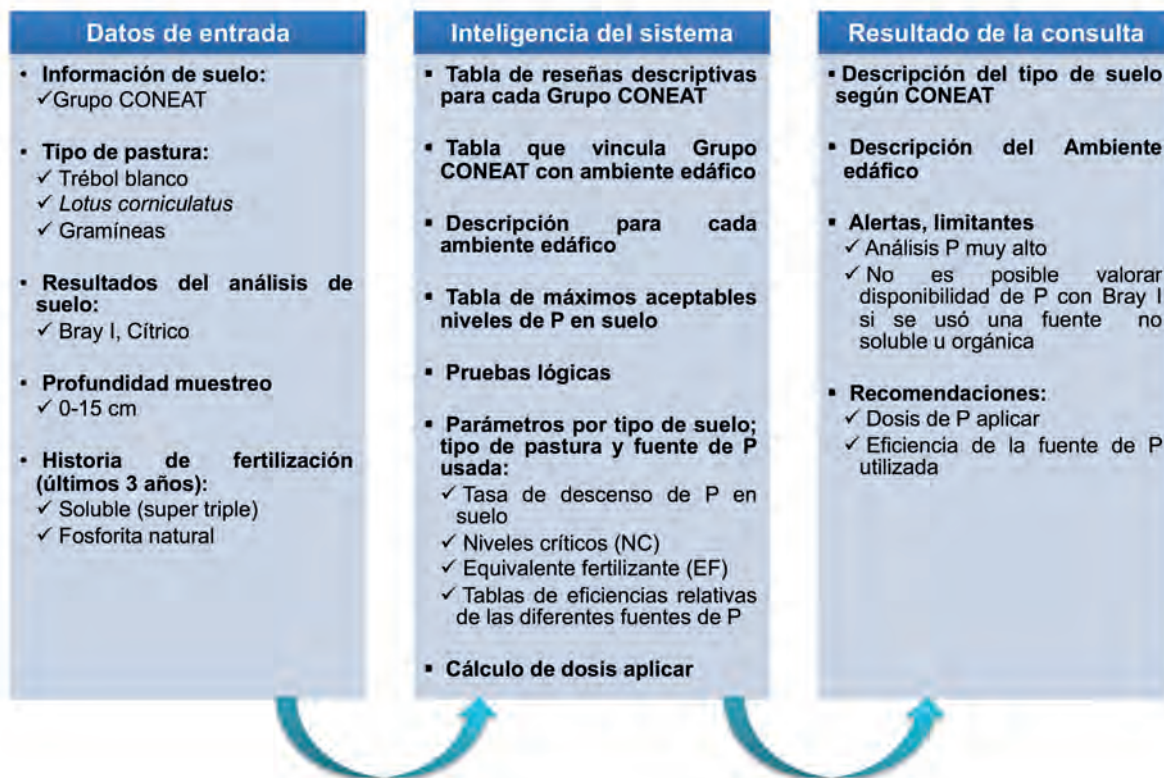 Datos de entrada
• Información de suelo:
✓Grupo CONEAT
• Tipo de pastura:
✓ Trébol blanco
✓ Lotus corniculatus
✓ Gramíneas
• Resultados del análisis de
suelo:
✓ Bray I, Cítrico
• Profundidad muestreo
✓ 0-15 cm
• Historia de fertilización
(últimos 3 años):
✓ Soluble (super triple)
✓ Fosforita natural
Inteligencia del sistema
▪ Tabla de reseñas descriptivas
para cada Grupo CONEAT
▪ Tabla que vincula Grupo
CONEAT con ambiente edáfico
▪ Descripción para cada
ambiente edáfico
▪ Tabla de máximos aceptables
niveles de P en suelo
▪ Pruebas lógicas
▪ Parámetros por tipo de suelo;
tipo de pastura y fuente de P
usada:
✓ Tasa de descenso de P en
suelo
✓ Niveles críticos (NC)
✓ Equivalente fertilizante (EF)
✓ Tablas de eficiencias relativas
de las diferentes fuentes de P
▪ Cálculo de dosis aplicar
Resultado de la consulta
▪ Descripción del tipo de suelo
según CONEAT
▪ Descripción del Ambiente
edáfico
▪ Alertas, limitantes
✓ Análisis P muy alto
✓ No es posible valorar
disponibilidad de P con Bray I
si se usó una fuente no
soluble u orgánica
▪ Recomendaciones:
✓ Dosis de P aplicar
✓ Eficiencia de la fuente de P
utilizada